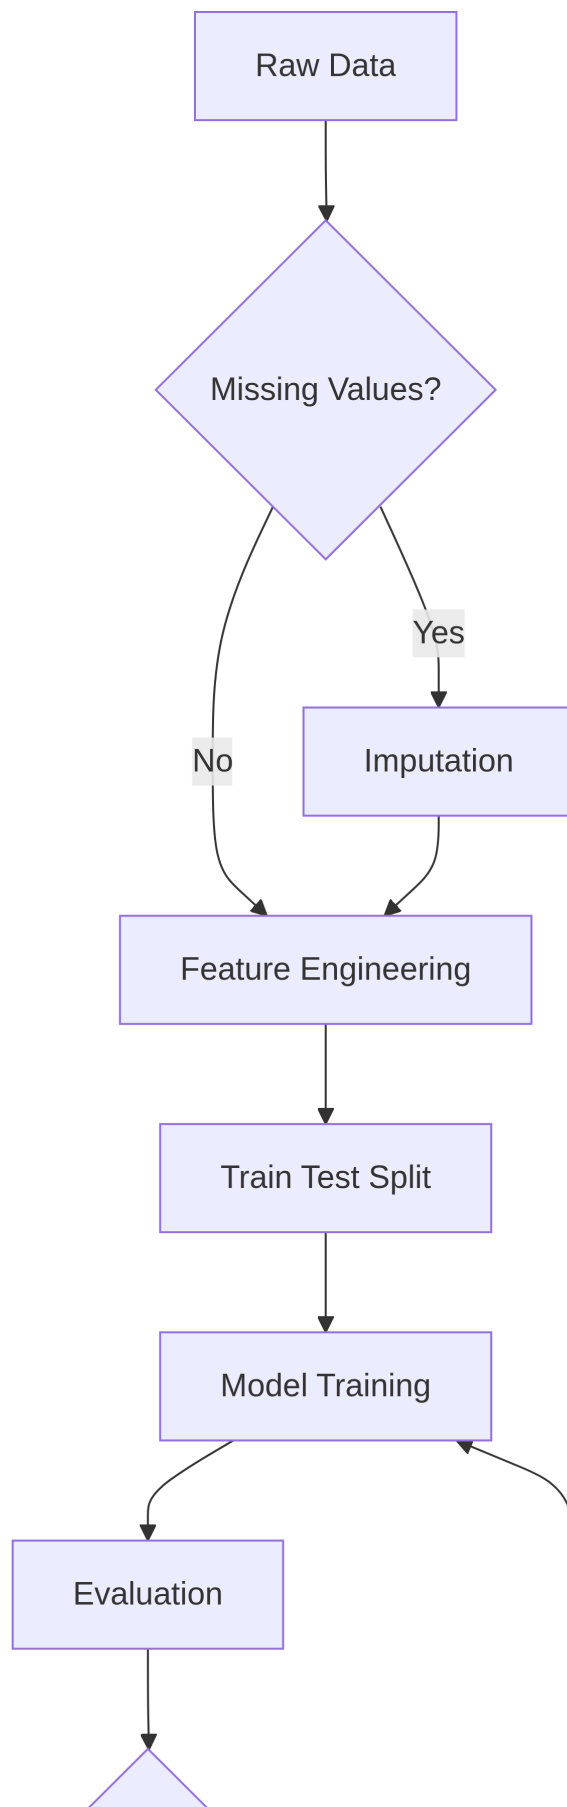 Raw Data
Missing Values?
Yes
No
Imputation
Feature Engineering
Train Test Split
Model Training
Evaluation